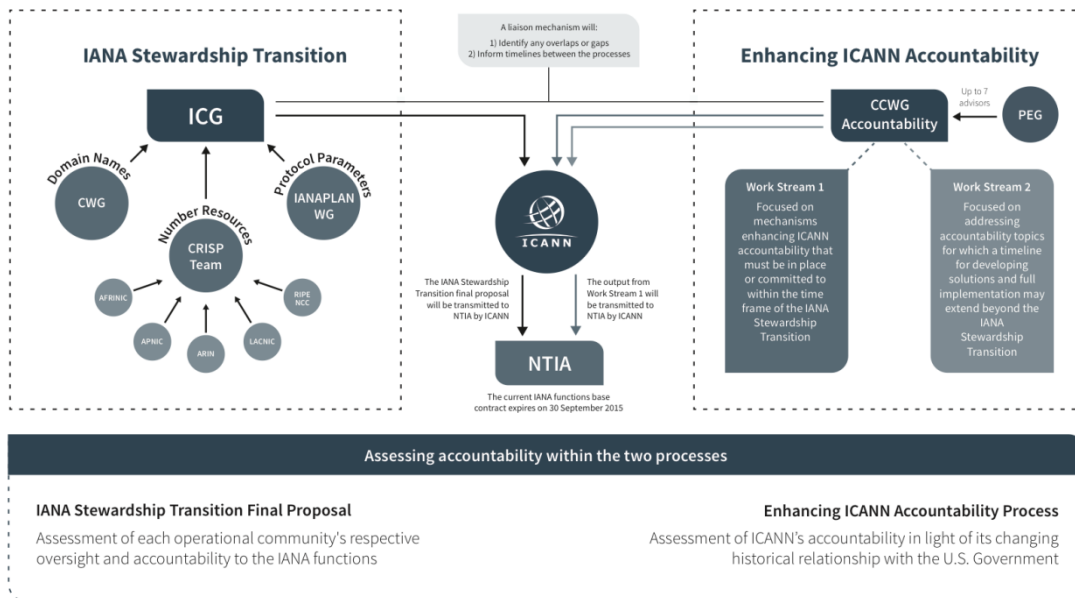 A liaison mechanism will:
1) Identify any overlaps or gaps
2) Inform timelines between the processes
IANA Stewardship Transition
ICG
Domain Names
CWG
Number Resources
CRISP
Team
Protocol Parameters
IANAPLAN
WG
AFRINIC
APNIC
ARIN
LACNIC
RIPE
NCC
ICANN
The IANA Stewardship
Transition final proposal
will be transmitted to
NTIA by ICANN
The output from
Work Stream 1 will
be transmitted to
NTIA by ICANN
NTIA
The current IANA functions base
contract expires on 30 September 2015
Enhancing ICANN Accountability
CCWG
Accountability
Up to 7
advisors
PEG
Work Stream 1
Focused on
mechanisms
enhancing ICANN
accountability that
must be in place
or committed to
within the time
frame of the IANA
Stewardship
Transition
Work Stream 2
Focused on
addressing
accountability topics
for which a timeline
for developing
solutions and full
implementation may
extend beyond the
IANA
Stewardship
Transition
Assessing accountability within the two processes
IANA Stewardship Transition Final Proposal
Assessment of each operational community's respective
oversight and accountability to the IANA functions
Enhancing ICANN Accountability Process
Assessment of ICANN's accountability in light of its changing
historical relationship with the U.S. Government